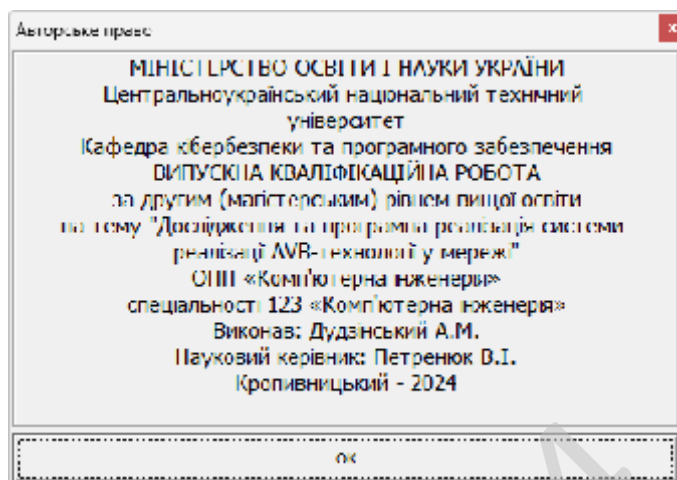 Авторське право
МІНІСТЕРСТВО ОСВІТИ І НАУКИ УКРАЇНИ
Центральноукраїнський національний технічний
університет
Кафедра кібербезпеки та програмного забезпечення
ВИПУСКНА КВАЛІФІКАЦІЙНА РОБОТА
за другим (магістерським) рівнем вищої освіти
на тему "Дослідження та програмна реалізація системи
реалізації AVB-технології у мережі"
ОПП «Комп'ютерна інженерія»
спеціальності 123 «Комп'ютерна інженерія»
Виконав: Дудзінський А.М.
Науковий керівник: Петренюк В.І.
Кропивницький - 2024
ОК